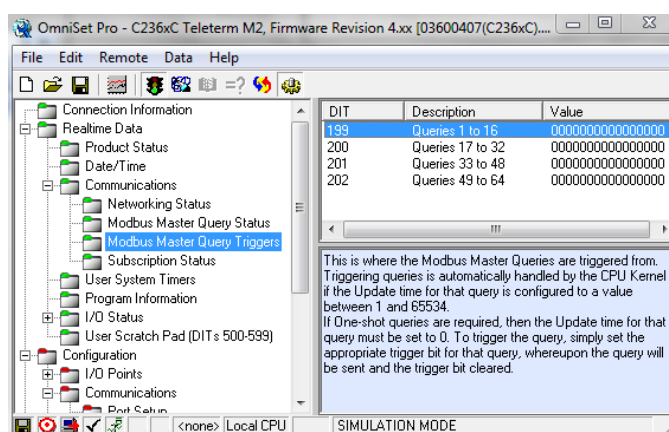 OmniSet Pro - C236xC Teleterm M2, Firmware Revision 4.xx [03600407(C236xC)....
File Edit Remote Data Help
Connection Information
Realtime Data
Product Status
Date/Time
Communications
Networking Status
Modbus Master Query Status
Modbus Master Query Triggers
Subscription Status
User System Timers
Program Information
I/O Status
User Scratch Pad (DITs 500-599)
Configuration
I/O Points
Communications
Port Setup
DIT Description Value
199 Queries 1 to 16 0000000000000000
200 Queries 17 to 32 0000000000000000
201 Queries 33 to 48 0000000000000000
202 Queries 49 to 64 0000000000000000
This is where the Modbus Master Queries are triggered from.
Triggering queries is automatically handled by the CPU Kernel
if the Update time for that query is configured to a value
between 1 and 65534.
If One-shot queries are required, then the Update time for that
query must be set to 0. To trigger the query, simply set the
appropriate trigger bit for that query, whereupon the query will
be sent and the trigger bit cleared.
<none> Local CPU SIMULATION MODE